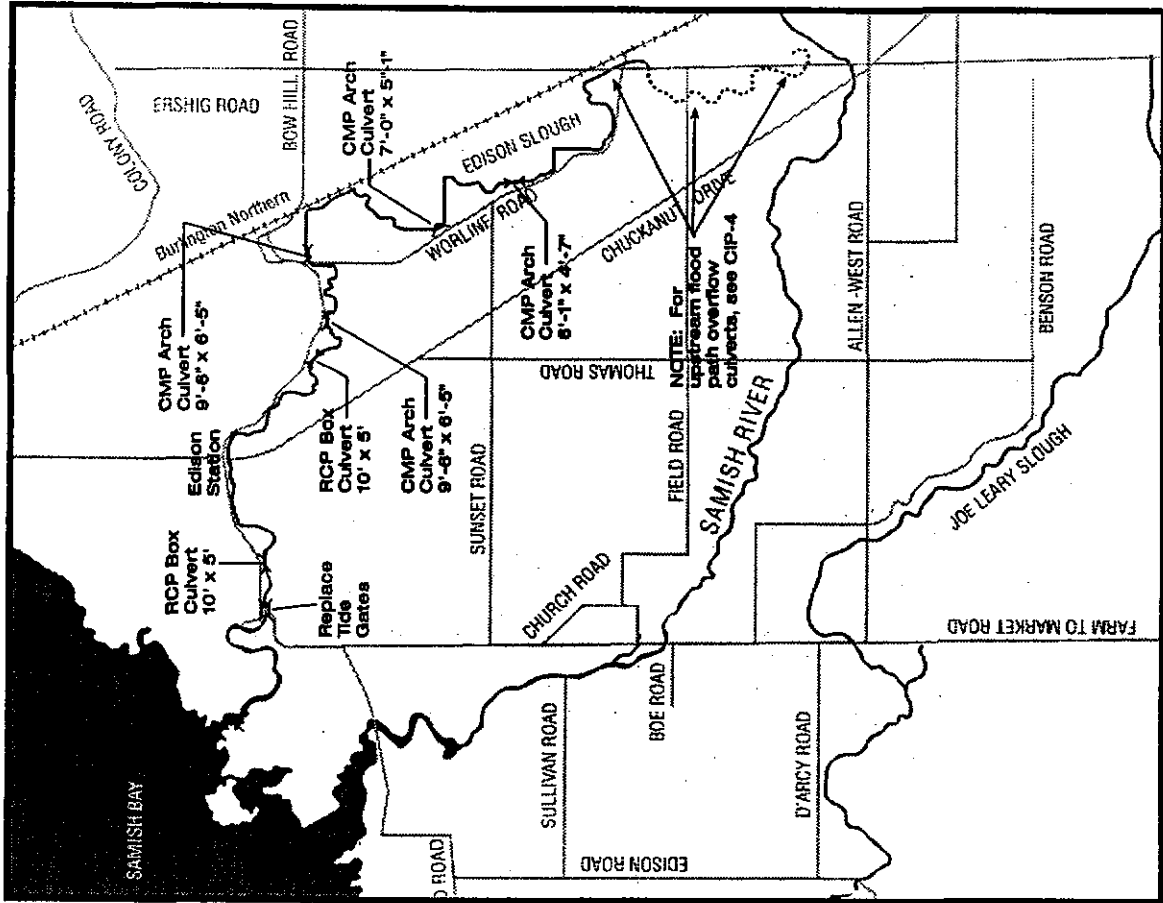 COLONY ROAD
ERSHIG ROAD
BOW HILL ROAD
CMP Arch
Culvert
7'-0" x 5'-1"
Burlington Northern
EDISON SLOUGH
WORLINE ROAD
CHUCKANUT DRIVE
CMP Arch
Culvert
9'-6" x 6'-5"
CMP Arch
Culvert
6'-1" x 4'-7"
NOTE: For
upstream flood
path overflow
culverts, see CIP-4
ALLEN-WEST ROAD
BENSON ROAD
Edison
Station
RCP Box
Culvert
10' x 5'
CMP Arch
Culvert
9'-6" x 6'-5"
THOMAS ROAD
RCP Box
Culvert
10' x 5'
Replace
Tide
Gates
SUNSET ROAD
FIELD ROAD
SAMISH RIVER
JOE LEARY SLOUGH
CHURCH ROAD
FARM TO MARKET ROAD
SAMISH BAY
SULLIVAN ROAD
BOE ROAD
D'ARCY ROAD
EDISON ROAD
D ROAD